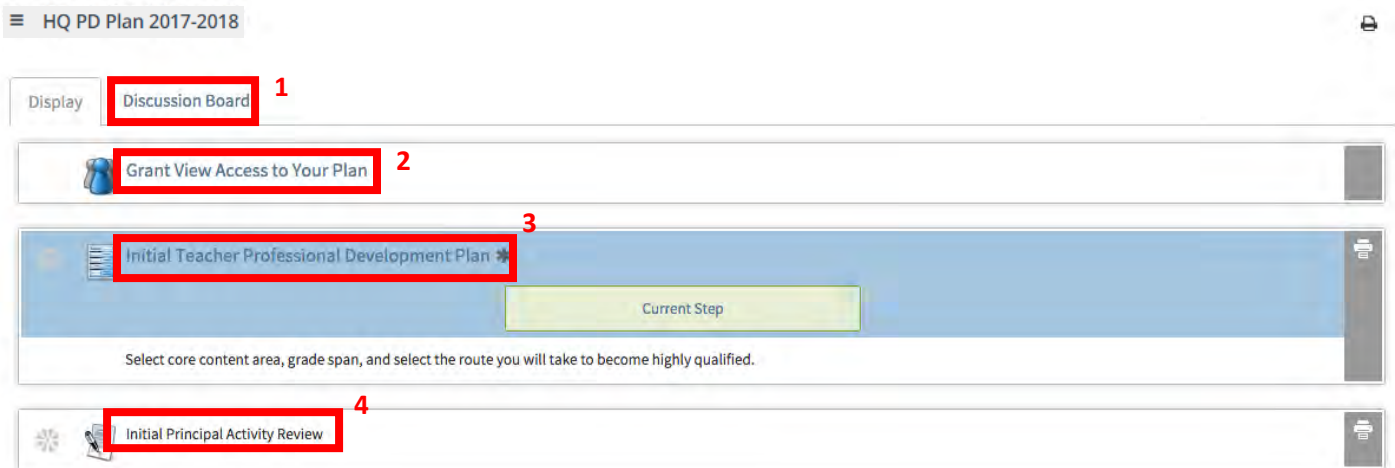 ≡ HQ PD Plan 2017-2018
Display Discussion Board 1
Grant View Access to Your Plan 2
3
Initial Teacher Professional Development Plan ✱
Current Step
Select core content area, grade span, and select the route you will take to become highly qualified.
4
Initial Principal Activity Review